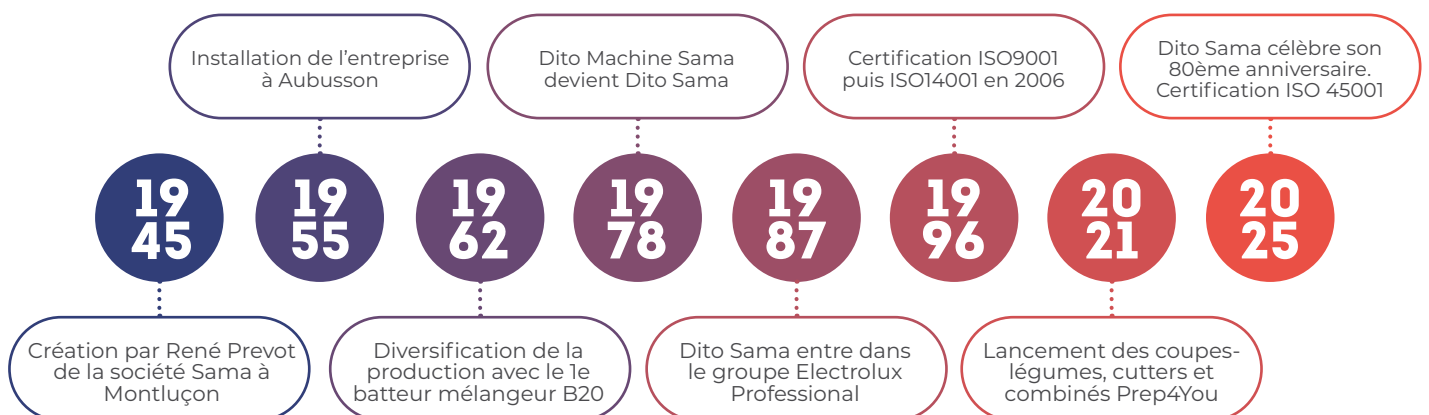 Installation de l'entreprise
à Aubusson
Dito Machine Sama
devient Dito Sama
Certification ISO9001
puis ISO14001 en 2006
Dito Sama célèbre son
80ème anniversaire.
Certification ISO 45001
19
45
19
55
19
62
19
78
19
87
19
96
20
21
20
25
Création par René Prevot
de la société Sama à
Montluçon
Diversification de la
production avec le 1e
batteur mélangeur B20
Dito Sama entre dans
le groupe Electrolux
Professional
Lancement des coupes-
légumes, cutters et
combinés Prep4You